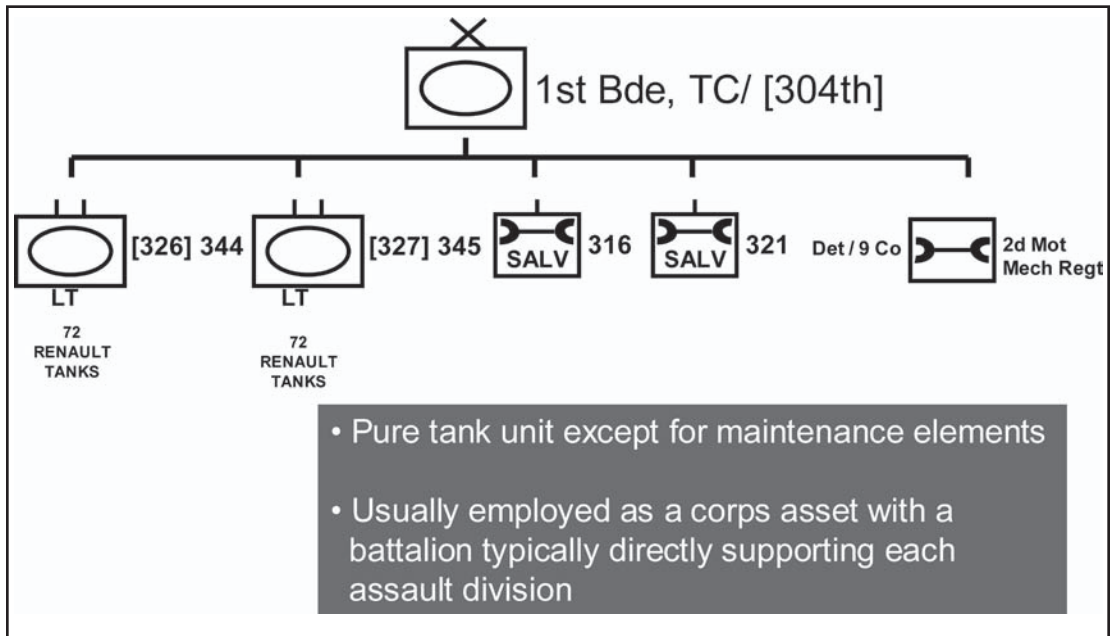 1st Bde, TC/ [304th]
[326] 344
LT
72
RENAULT
TANKS
[327] 345
LT
72
RENAULT
TANKS
SALV
316
SALV
321
Det / 9 Co
2d Mot
Mech Regt
• Pure tank unit except for maintenance elements
• Usually employed as a corps asset with a
battalion typically directly supporting each
assault division